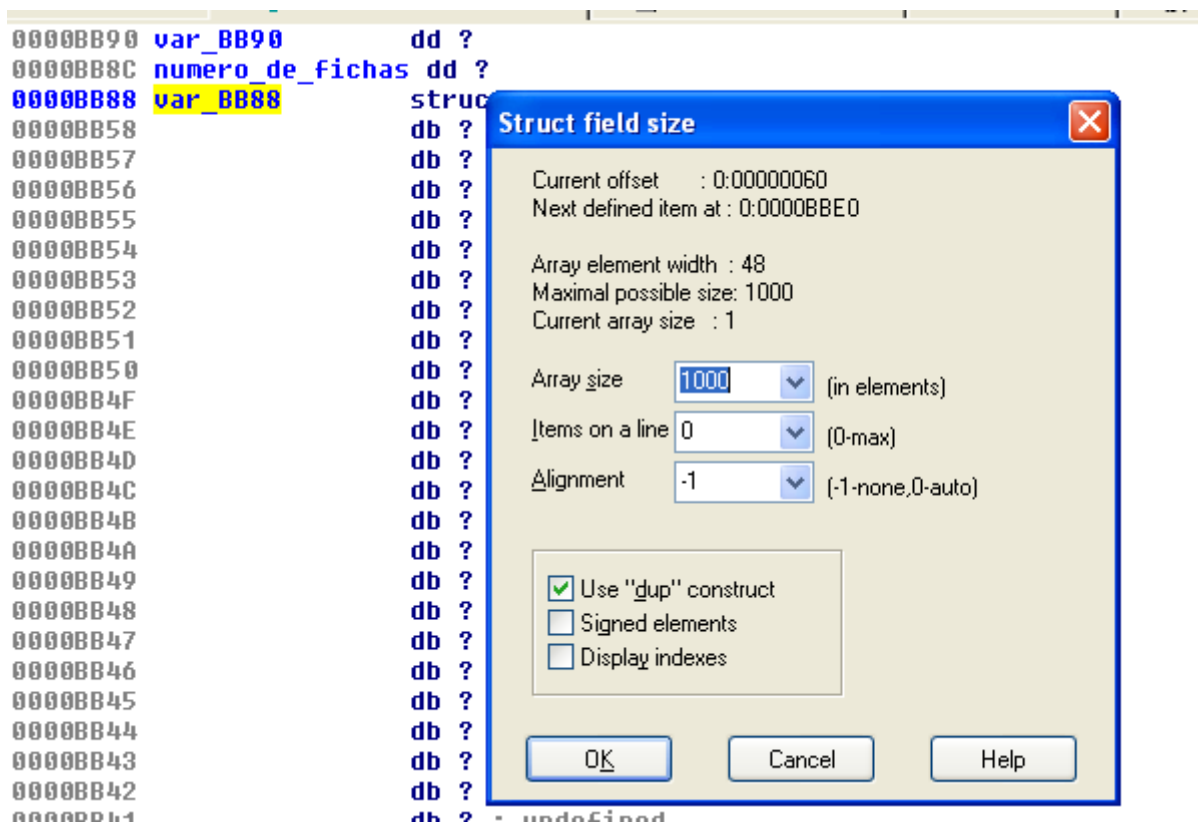 0000BB90 var_BB90 dd ?
0000BB8C numero_de_fichas dd ?
0000BB88 var_BB88 struc
0000BB58 db ?
0000BB57 db ?
0000BB56 db ?
0000BB55 db ?
0000BB54 db ?
0000BB53 db ?
0000BB52 db ?
0000BB51 db ?
0000BB50 db ?
0000BB4F db ?
0000BB4E db ?
0000BB4D db ?
0000BB4C db ?
0000BB4B db ?
0000BB4A db ?
0000BB49 db ?
0000BB48 db ?
0000BB47 db ?
0000BB46 db ?
0000BB45 db ?
0000BB44 db ?
0000BB43 db ?
0000BB42 db ?
0000BB41 db ? ; undefined
Struct field size
Current offset : 0:00000060
Next defined item at : 0:0000BBE0
Array element width : 48
Maximal possible size: 1000
Current array size : 1
Array size 1000 (in elements)
Items on a line 0 (0-max)
Alignment -1 (-1-none,0-auto)
Use "dup" construct
Signed elements
Display indexes
OK Cancel Help